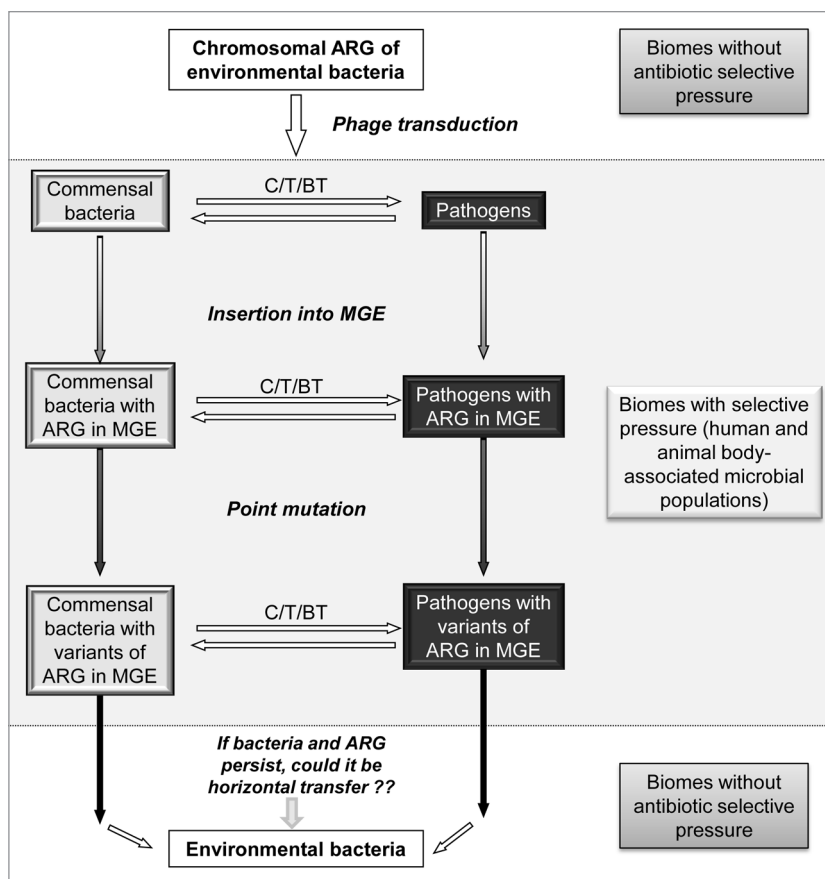 Chromosomal ARG of
environmental bacteria
Biomes without
antibiotic selective
pressure
Phage transduction
Commensal
bacteria
C/T/BT
Pathogens
Insertion into MGE
Commensal
bacteria with
ARG in MGE
C/T/BT
Pathogens with
ARG in MGE
Biomes with selective
pressure (human and
animal body-
associated microbial
populations)
Point mutation
Commensal
bacteria with
variants of
ARG in MGE
C/T/BT
Pathogens with
variants of
ARG in MGE
If bacteria and ARG
persist, could it be
horizontal transfer ??
Biomes without
antibiotic selective
pressure
Environmental bacteria